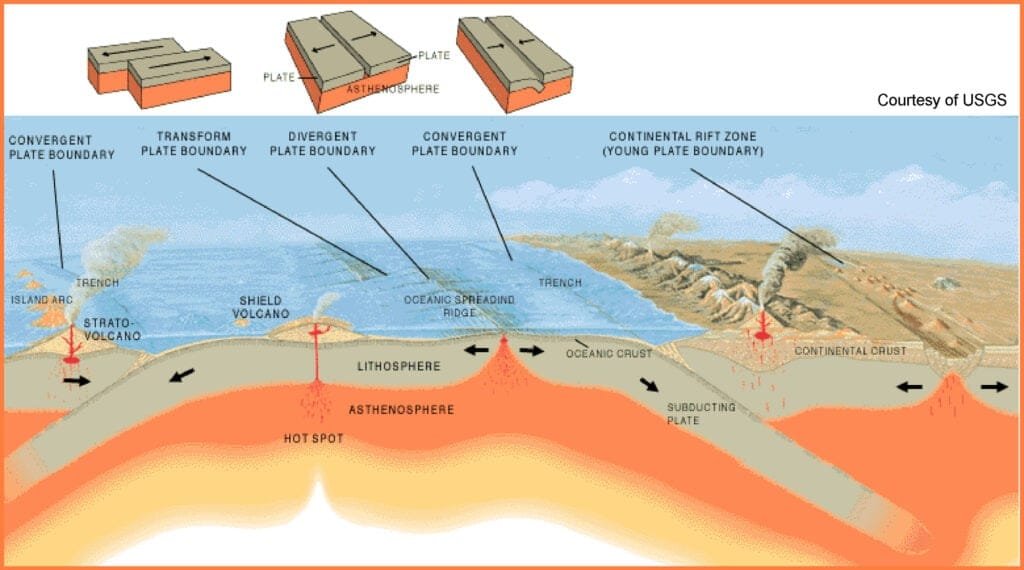 PLATE
PLATE
ASTHENOSPHERE
Courtesy of USGS
CONVERGENT
PLATE BOUNDARY
TRANSFORM
PLATE BOUNDARY
DIVERGENT
PLATE BOUNDARY
CONVERGENT
PLATE BOUNDARY
CONTINENTAL RIFT ZONE
(YOUNG PLATE BOUNDARY)
TRENCH
ISLAND ARC
STRATO-
VOLCANO
SHIELD
VOLCANO
OCEANIC SPREADING
RIDGE
TRENCH
OCEANIC CRUST
CONTINENTAL CRUST
LITHOSPHERE
ASTHENOSPHERE
SUBDUCTING
PLATE
HOT SPOT